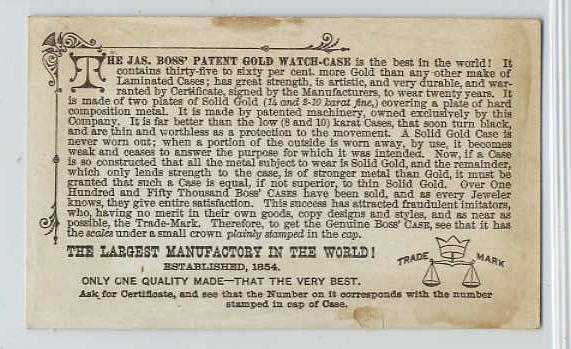 THE JAS. BOSS' PATENT GOLD WATCH-CASE is the best in the world! It
contains thirty-five to sixty per cent. more Gold than any other make of
Laminated Cases; has great strength, is artistic, and very durable, and war-
ranted by Certificate, signed by the Manufacturers, to wear twenty years. It
is made of two plates of Solid Gold (14 and 2-10 karat fine,) covering a plate of hard
composition metal. It is made by patented machinery, owned exclusively by this
Company. It is far better than the low (8 and 10) karat Cases, that soon turn black,
and are thin and worthless as a protection to the movement. A Solid Gold Case is
never worn out; when a portion of the outside is worn away, by use, it becomes
weak and ceases to answer the purpose for which it was intended. Now, if a Case
is so constructed that all the metal subject to wear is Solid Gold, and the remainder,
which only lends strength to the case, is of stronger metal than Gold, it must be
granted that such a Case is equal, if not superior, to thin Solid Gold. Over One
Hundred and Fifty Thousand Boss' CASES have been sold, and as every Jeweler
knows, they give entire satisfaction. This success has attracted fraudulent imitators,
who, having no merit in their own goods, copy designs and styles, and as near as
possible, the Trade-Mark. Therefore, to get the Genuine BOSS' CASE, see that it has
the scales under a small crown plainly stamped in the cap.
THE LARGEST MANUFACTORY IN THE WORLD!
ESTABLISHED, 1854.
TRADE MARK
ONLY ONE QUALITY MADE—THAT THE VERY BEST.
Ask for Certificate, and see that the Number on it corresponds with the number
stamped in cap of Case.